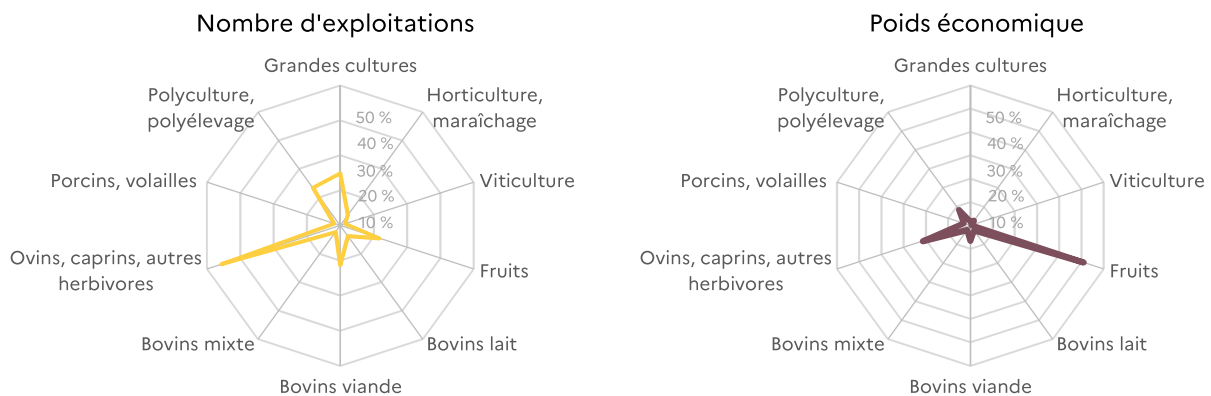 Nombre d'exploitations
Grandes cultures
Polyculture,
polyélevage
Horticulture,
maraîchage
50 %
40 %
30 %
20 %
10 %
Porcins, volailles
Viticulture
Ovins, caprins, autres
herbivores
Fruits
Bovins mixte
Bovins lait
Bovins viande
Poids économique
Grandes cultures
Polyculture,
polyélevage
Horticulture,
maraîchage
50 %
40 %
30 %
20 %
10 %
Porcins, volailles
Viticulture
Ovins, caprins, autres
herbivores
Fruits
Bovins mixte
Bovins lait
Bovins viande